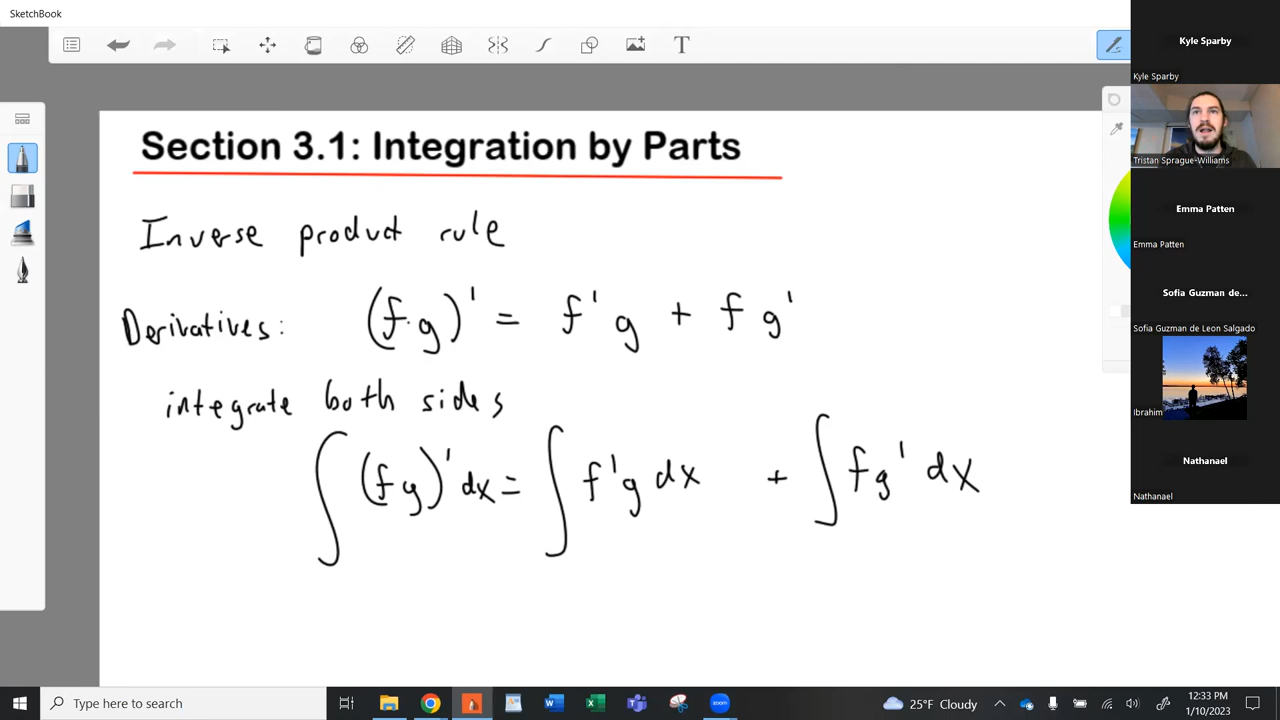 SketchBook
Kyle Sparby
Kyle Sparby
Tristan Sprague-Williams
Emma Patten
Emma Patten
Sofia Guzman de...
Sofia Guzman de Leon Salgado
Ibrahim
Nathanael
Nathanael
T
Section 3.1: Integration by Parts
Inverse product rule
Derivatives: (f·g)' = f'g + fg'
integrate both sides
∫(fg)'dx = ∫f'g dx + ∫fg' dx
Type here to search
zoom
25°F Cloudy
12:33 PM
1/10/2023